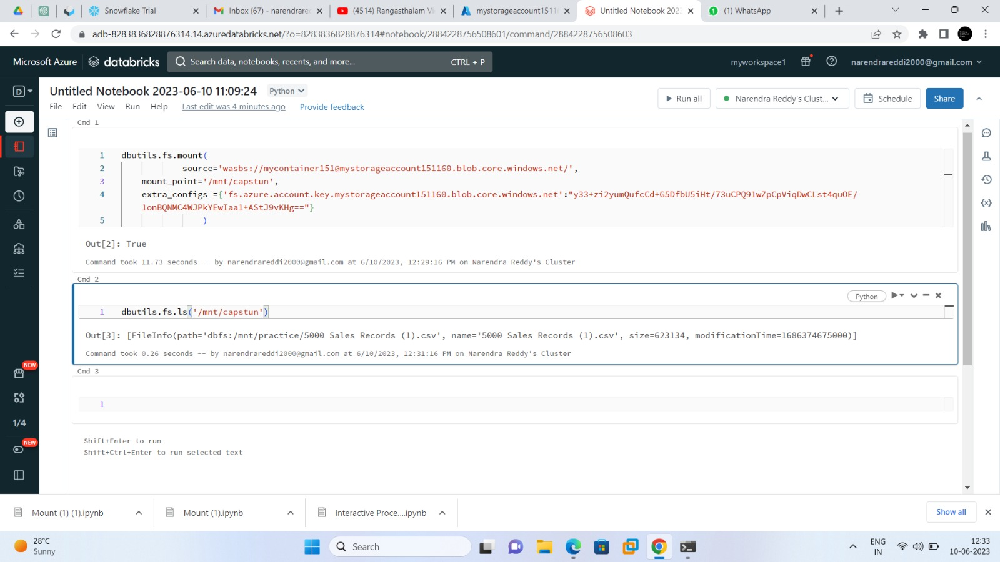 Snowflake Trial
Inbox (67) - narendrarec
(4514) Rangasthalam Vi
mystorageaccount1511
Untitled Notebook 202
(1) WhatsApp
adb-8283836828876314.14.azuredatabricks.net/?o=8283836828876314#notebook/2884228756508601/command/2884228756508603
Microsoft Azure databricks
Search data, notebooks, recents, and more... CTRL + P
myworkspace1
narendrareddi2000@gmail.com
D
Untitled Notebook 2023-06-10 11:09:24 Python
File Edit View Run Help Last edit was 4 minutes ago Provide feedback
Run all Narendra Reddy's Clust... Schedule Share
Cmd 1
1 dbutils.fs.mount(
2 source='wasbs://mycontainer151@mystorageaccount151160.blob.core.windows.net/',
3 mount_point='/mnt/capstun',
4 extra_configs ={'fs.azure.account.key.mystorageaccount151160.blob.core.windows.net':"y33+zi2yumQufcCd+G5DfbU5iHt/73uCPQ91wZpCpViqDwCLst4quOE/
1onBQNMC4WJPkYEwIaa1+AStJ9vKHg=="}
5 )
Out[2]: True
Command took 11.73 seconds -- by narendrareddi2000@gmail.com at 6/10/2023, 12:29:16 PM on Narendra Reddy's Cluster
Cmd 2
Python
1 dbutils.fs.ls('/mnt/capstun')
Out[3]: [FileInfo(path='dbfs:/mnt/practice/5000 Sales Records (1).csv', name='5000 Sales Records (1).csv', size=623134, modificationTime=1686374675000)]
Command took 0.26 seconds -- by narendrareddi2000@gmail.com at 6/10/2023, 12:31:16 PM on Narendra Reddy's Cluster
Cmd 3
1
Shift+Enter to run
Shift+Ctrl+Enter to run selected text
NEW
1/4
NEW
Mount (1) (1).ipynb
Mount (1).ipynb
Interactive Proce....ipynb
Show all
28°C
Sunny
Search
ENG
IN
12:33
10-06-2023